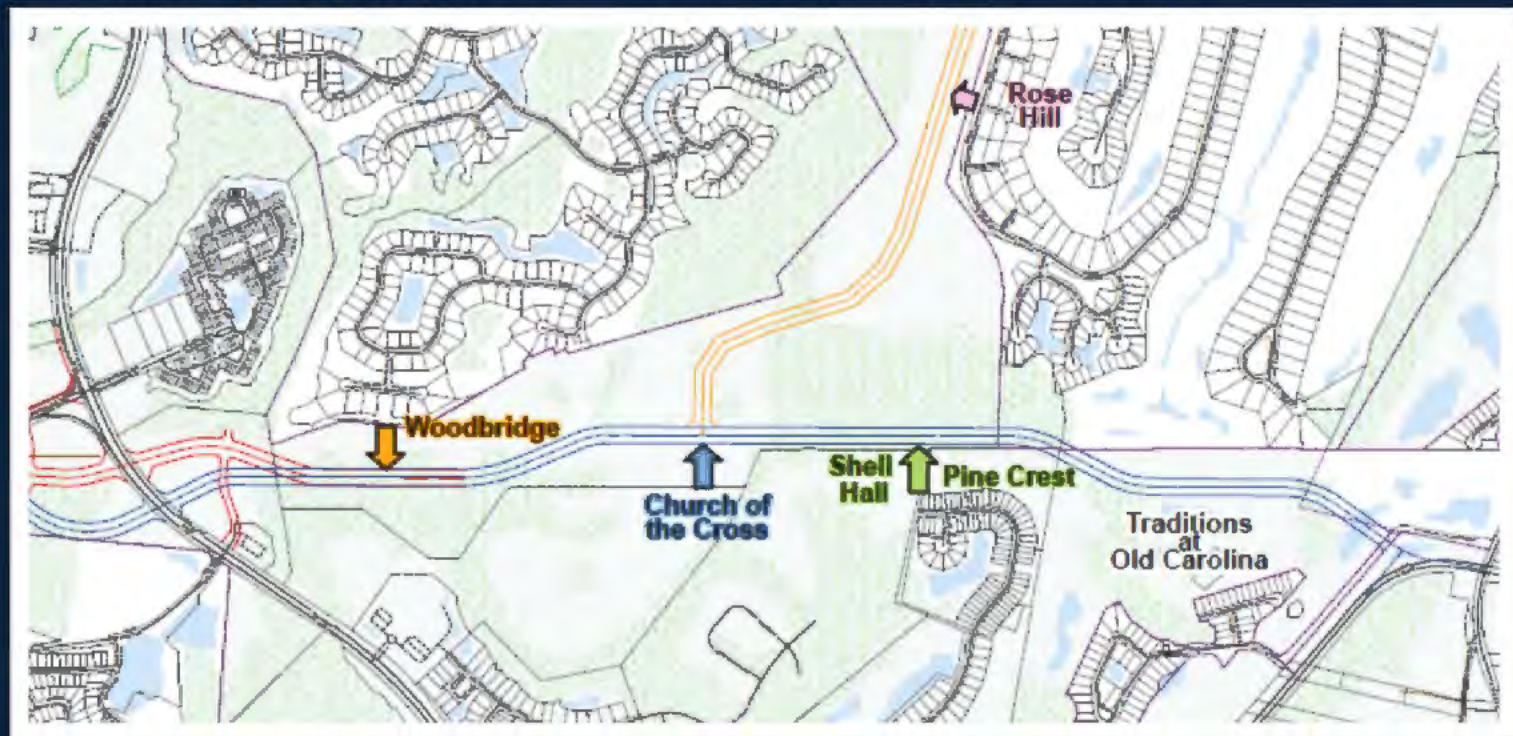 Rose
Hill
Woodbridge
Church of
the Cross
Shell
Hall
Pine Crest
Traditions
at
Old Carolina